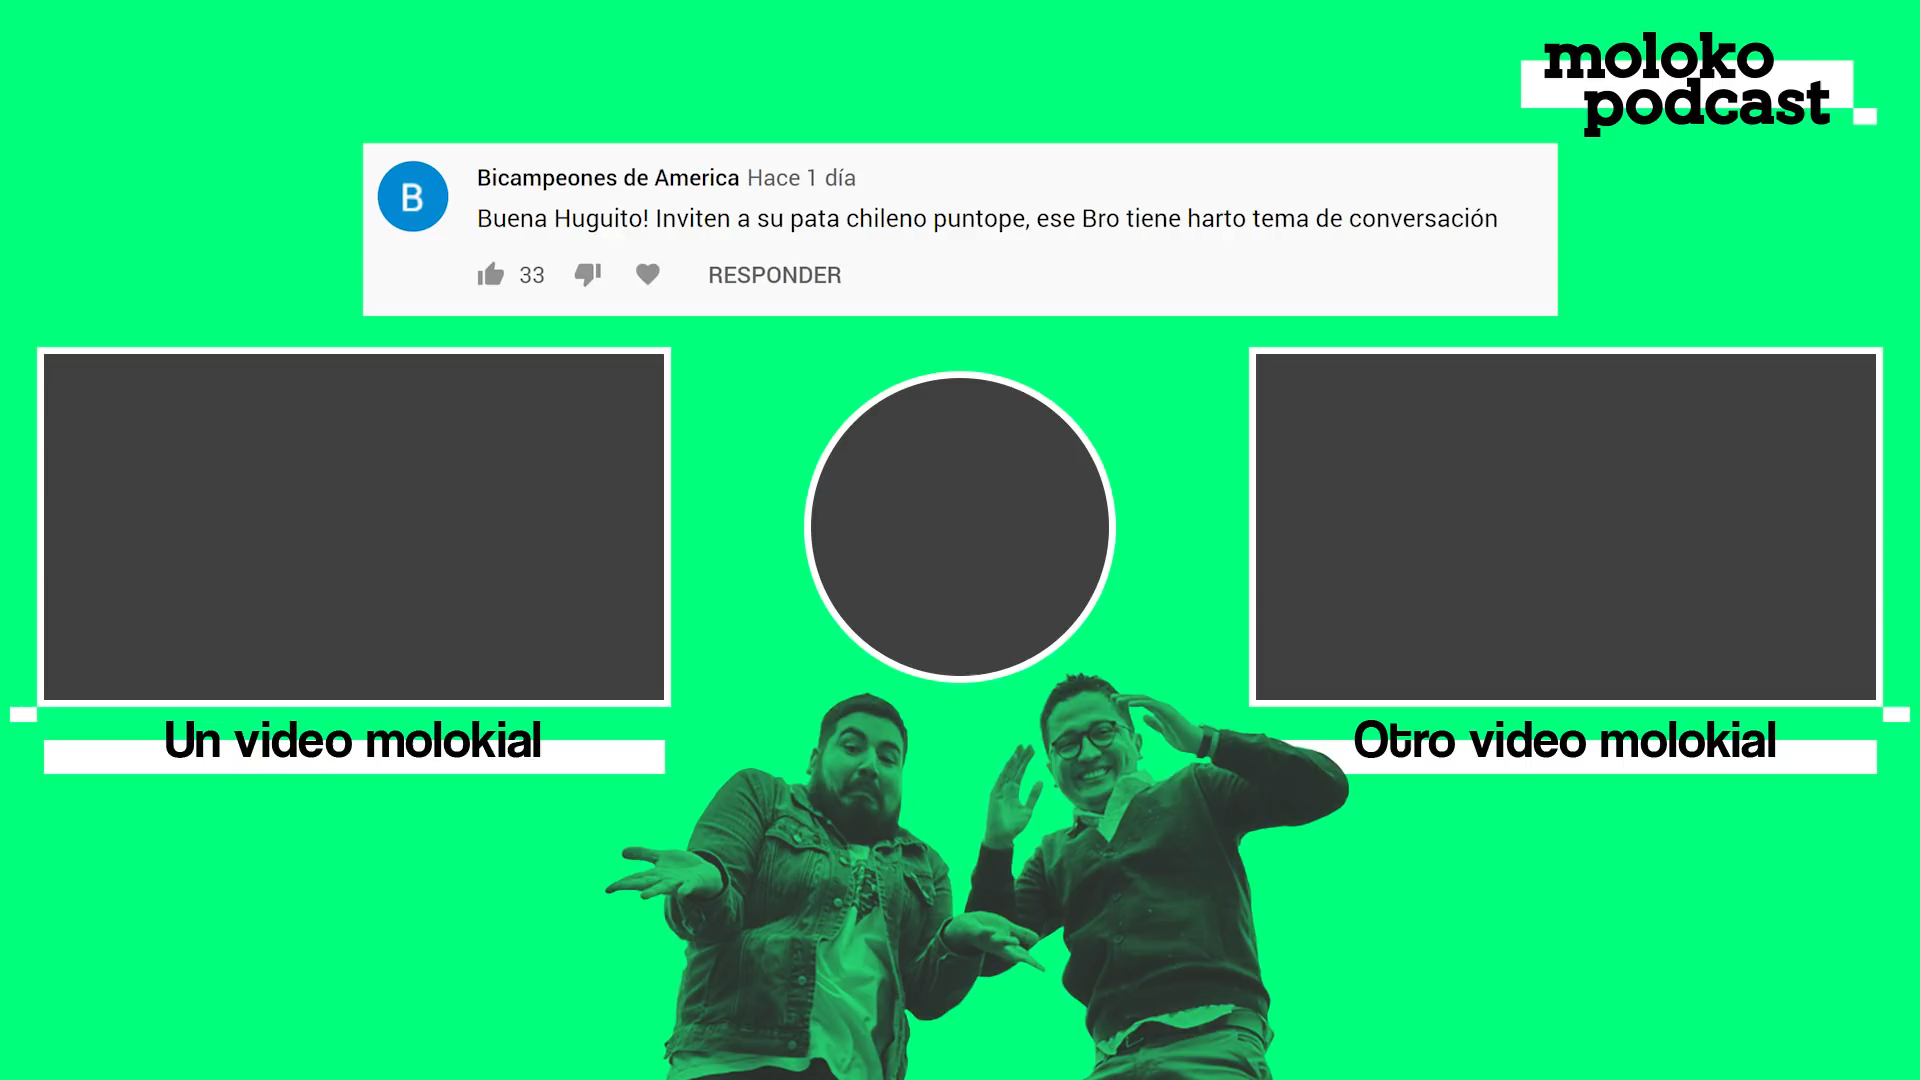 moloko
podcast
B
Bicampeones de America Hace 1 día
Buena Huguito! Inviten a su pata chileno puntope, ese Bro tiene harto tema de conversación
33 RESPONDER
Un video molokial
Otro video molokial